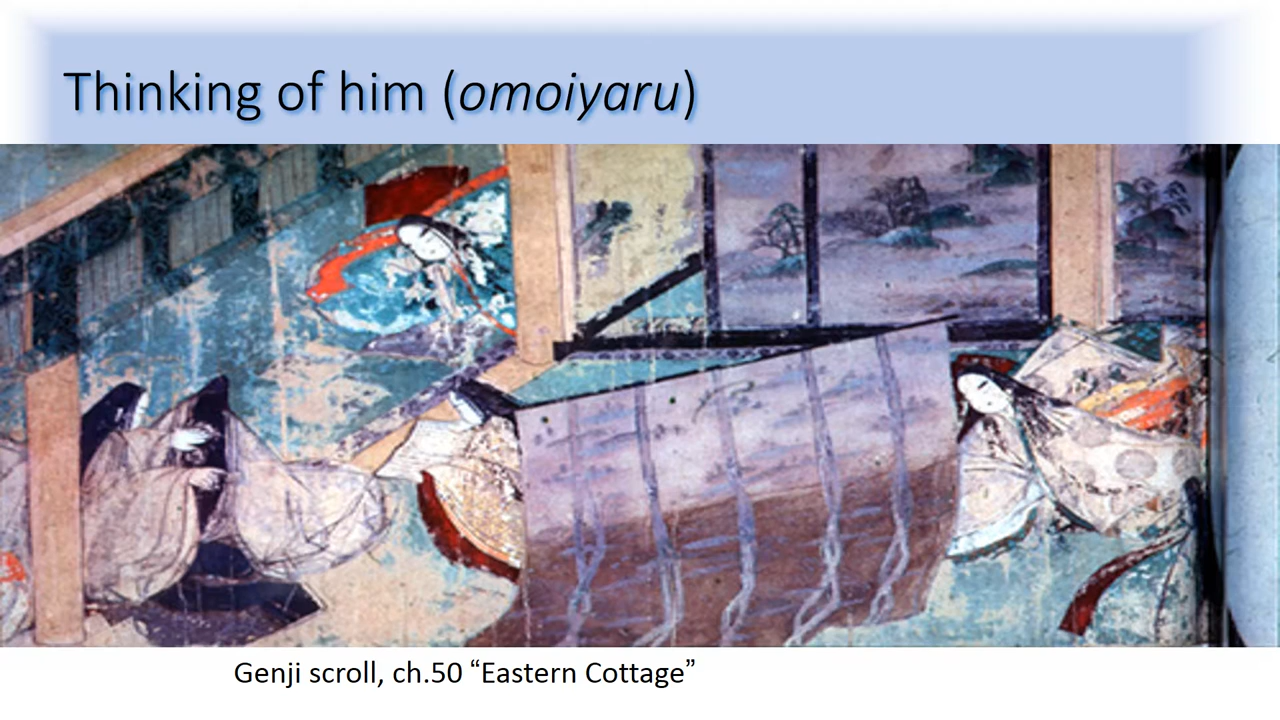 Thinking of him (omoiyaru)
Genji scroll, ch.50 “Eastern Cottage”